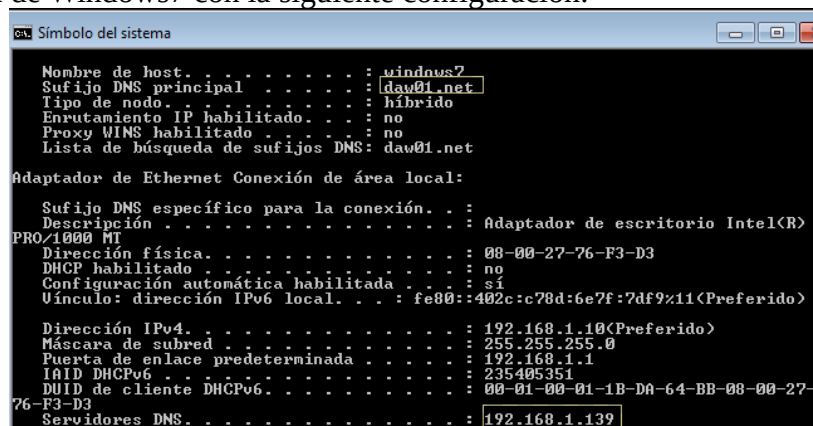 de Windows7 con la siguiente configuración:
Símbolo del sistema
Nombre de host. . . . . . . . . : windows7
Sufijo DNS principal . . . . . : daw01.net
Tipo de nodo. . . . . . . . . . : híbrido
Enrutamiento IP habilitado. . . : no
Proxy WINS habilitado . . . . . : no
Lista de búsqueda de sufijos DNS: daw01.net
Adaptador de Ethernet Conexión de área local:
Sufijo DNS específico para la conexión. . :
Descripción . . . . . . . . . . . . . . . : Adaptador de escritorio Intel(R)
PRO/1000 MT
Dirección física. . . . . . . . . . . . . : 08-00-27-76-F3-D3
DHCP habilitado . . . . . . . . . . . . . : no
Configuración automática habilitada . . . : sí
Vínculo: dirección IPv6 local. . . : fe80::402c:c78d:6e7f:7df9%11(Preferido)
Dirección IPv4. . . . . . . . . . . . . . : 192.168.1.10(Preferido)
Máscara de subred . . . . . . . . . . . . : 255.255.255.0
Puerta de enlace predeterminada . . . . . : 192.168.1.1
IAID DHCPv6 . . . . . . . . . . . . . . . : 235405351
DUID de cliente DHCPv6. . . . . . . . . . : 00-01-00-01-1B-DA-64-BB-08-00-27-
76-F3-D3
Servidores DNS. . . . . . . . . . . . . . : 192.168.1.139